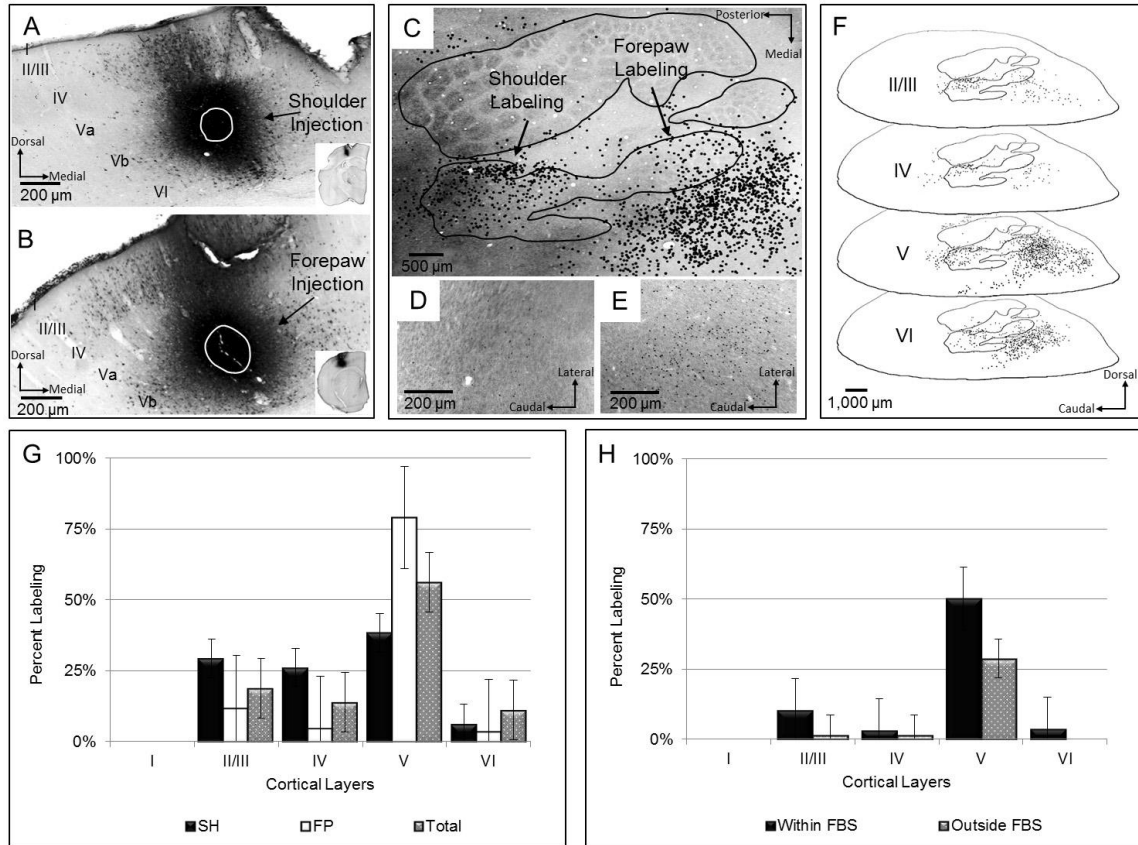 A
I
II/III
IV
Va
Vb
VI
Shoulder
Injection
Dorsal
Medial
200 µm
B
I
II/III
IV
Va
Vb
Forepaw
Injection
Dorsal
Medial
200 µm
C
Posterior
Medial
Shoulder
Labeling
Forepaw
Labeling
500 µm
D
Lateral
Caudal
200 µm
E
Lateral
Caudal
200 µm
F
II/III
IV
V
VI
1,000 µm
Dorsal
Caudal
G
100%
75%
50%
25%
0%
Percent Labeling
I II/III IV V VI
Cortical Layers
SH FP Total
H
100%
75%
50%
25%
0%
Percent Labeling
I II/III IV V VI
Cortical Layers
Within FBS Outside FBS